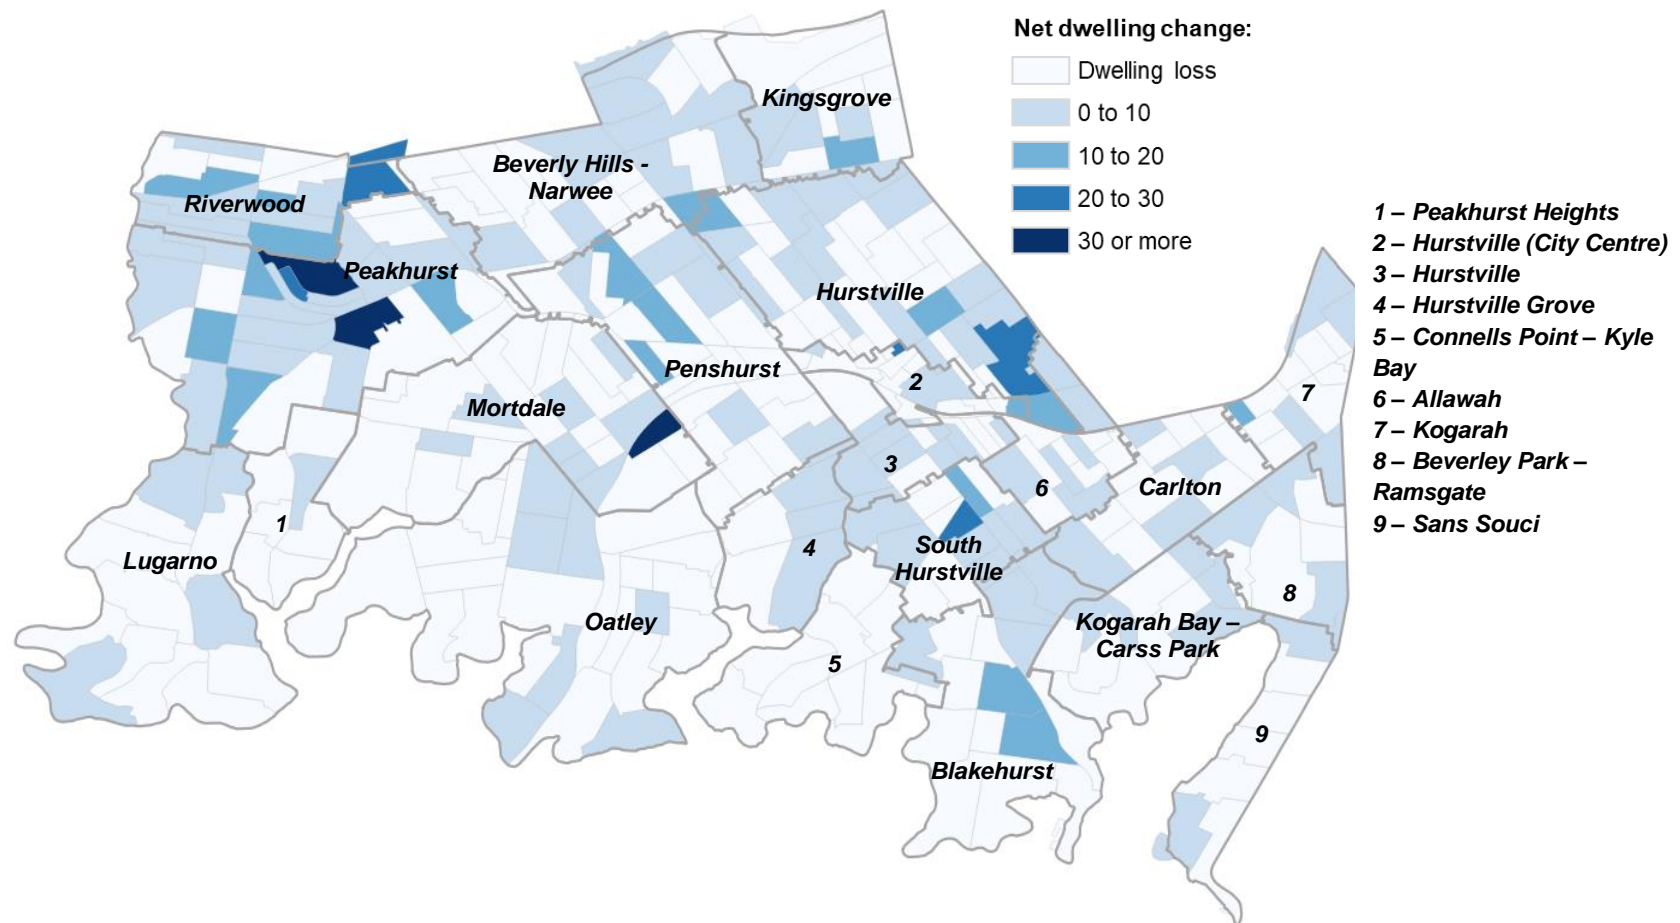 Net dwelling change:
Dwelling loss
0 to 10
10 to 20
20 to 30
30 or more
Kingsgrove
Beverly Hills -
Narwee
Riverwood
Peakhurst
Hurstville
Penshurst
Mortdale
2
7
3
6
Carlton
1
Lugarno
4
South
Hurstville
Oatley
5
Kogarah Bay –
Carss Park
8
9
Blakehurst
1 – Peakhurst Heights
2 – Hurstville (City Centre)
3 – Hurstville
4 – Hurstville Grove
5 – Connells Point – Kyle
Bay
6 – Allawah
7 – Kogarah
8 – Beverley Park –
Ramsgate
9 – Sans Souci